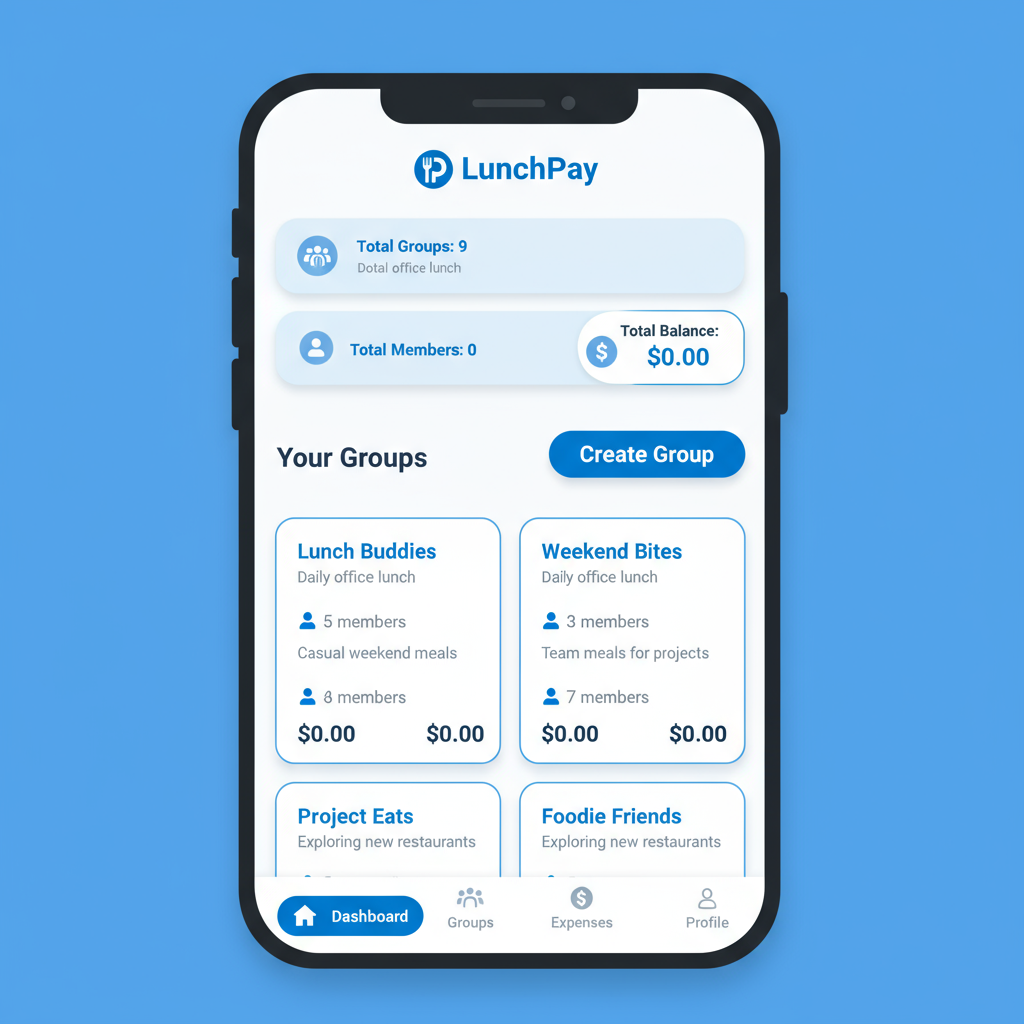 LunchPay
Total Groups: 9
Dotal office lunch
Total Members: 0
Total Balance:
$0.00
Your Groups
Create Group
Lunch Buddies
Daily office lunch
5 members
Casual weekend meals
8 members
$0.00 $0.00
Weekend Bites
Daily office lunch
3 members
Team meals for projects
7 members
$0.00 $0.00
Project Eats
Exploring new restaurants
Foodie Friends
Exploring new restaurants
Dashboard
Groups
Expenses
Profile